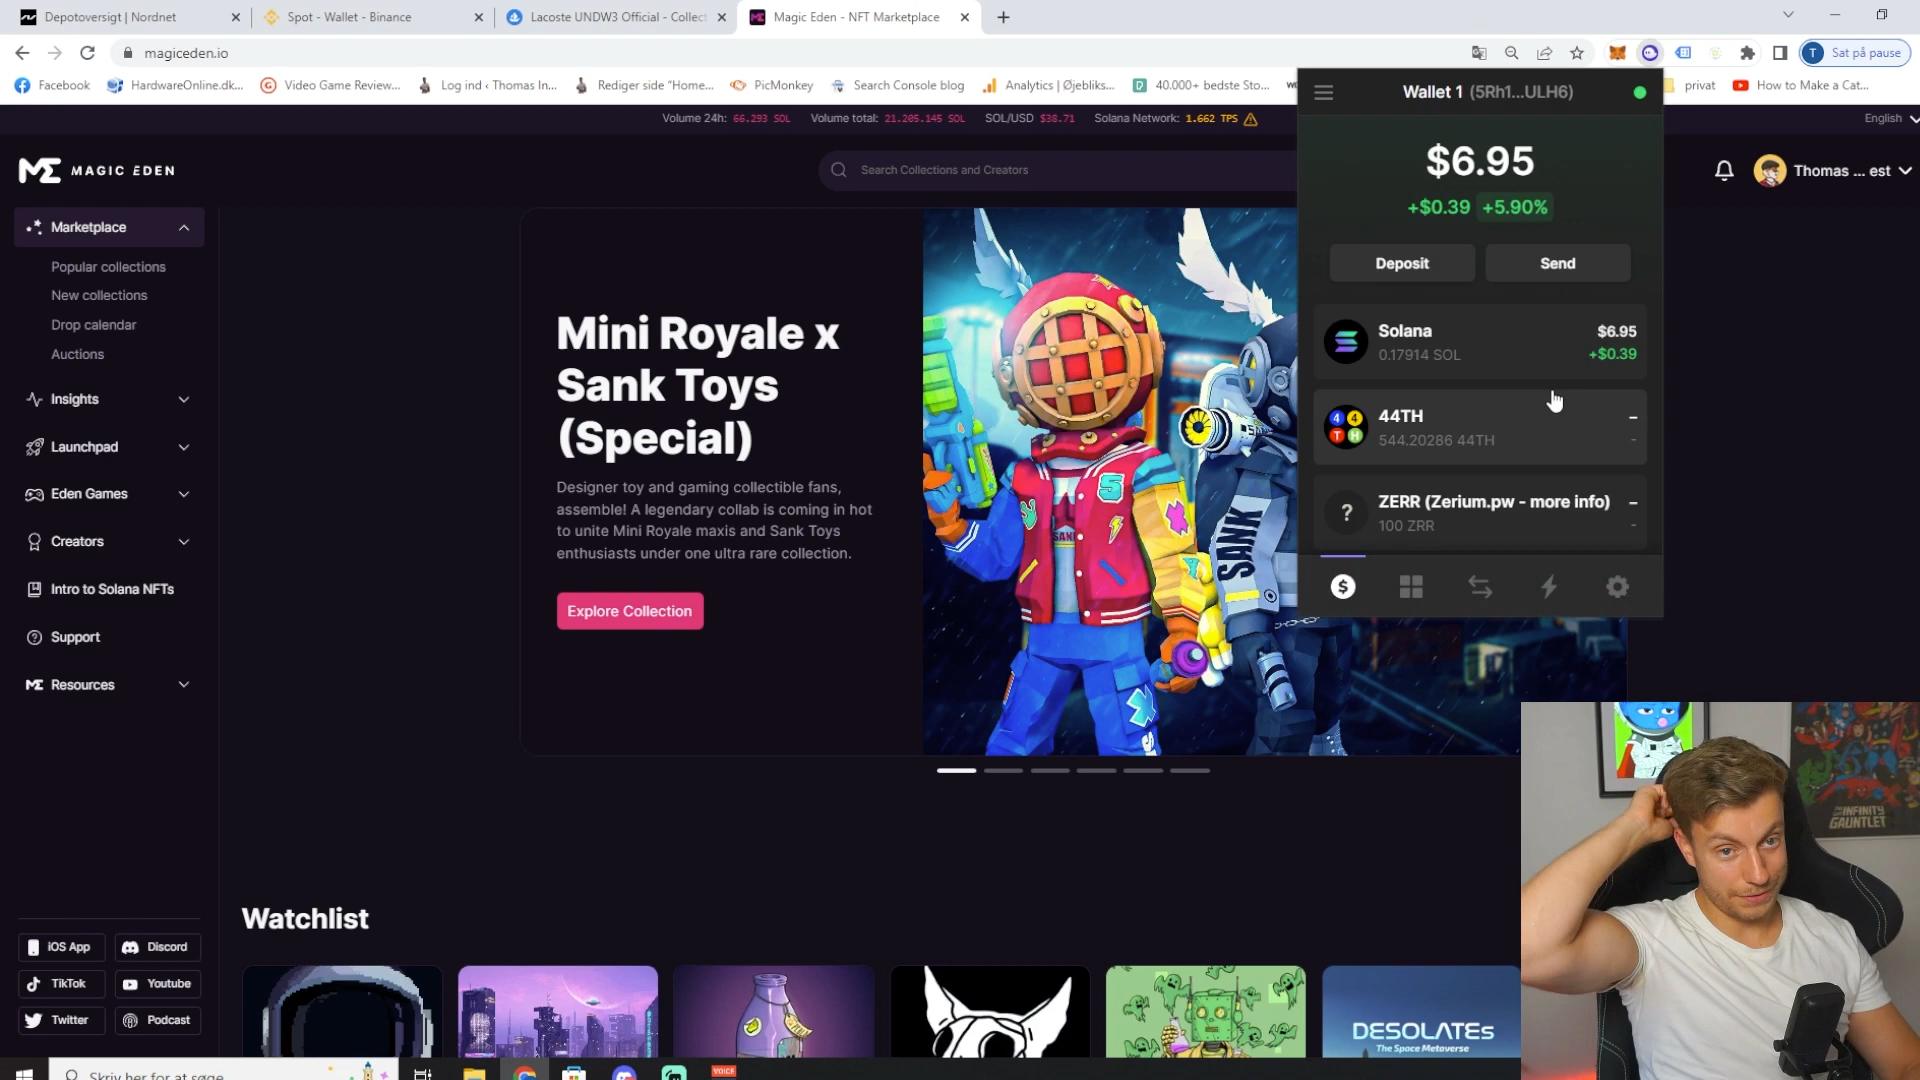 Depotoversigt | Nordnet
Spot - Wallet - Binance
Lacoste UNDW3 Official - Collect
Magic Eden - NFT Marketplace
magiceden.io
T Sat på pause
Facebook
HardwareOnline.dk...
Video Game Review...
Log ind ‹ Thomas In...
Rediger side "Home...
PicMonkey
Search Console blog
Analytics | Øjebliks...
40.000+ bedste Sto...
privat
How to Make a Cat...
Volume 24h: 66.293 SOL
Volume total: 21.205.145 SOL
SOL/USD $38.71
Solana Network: 1.662 TPS
English
MAGIC EDEN
Search Collections and Creators
Thomas ... est
Marketplace
Popular collections
New collections
Drop calendar
Auctions
Insights
Launchpad
Eden Games
Creators
Intro to Solana NFTs
Support
Resources
iOS App
Discord
TikTok
Youtube
Twitter
Podcast
Mini Royale x
Sank Toys
(Special)
Designer toy and gaming collectible fans,
assemble! A legendary collab is coming in hot
to unite Mini Royale maxis and Sank Toys
enthusiasts under one ultra rare collection.
Explore Collection
SANK
Wallet 1 (5Rh1...ULH6)
$6.95
+$0.39 +5.90%
Deposit
Send
Solana
$6.95
0.17914 SOL
+$0.39
44TH
–
544.20286 44TH
-
ZERR (Zerium.pw - more info)
–
100 ZRR
-
Watchlist
DESOLATEs
The Space Metaverse
INFINITY
GAUNTLET
Skriv her for at søge
VOICE